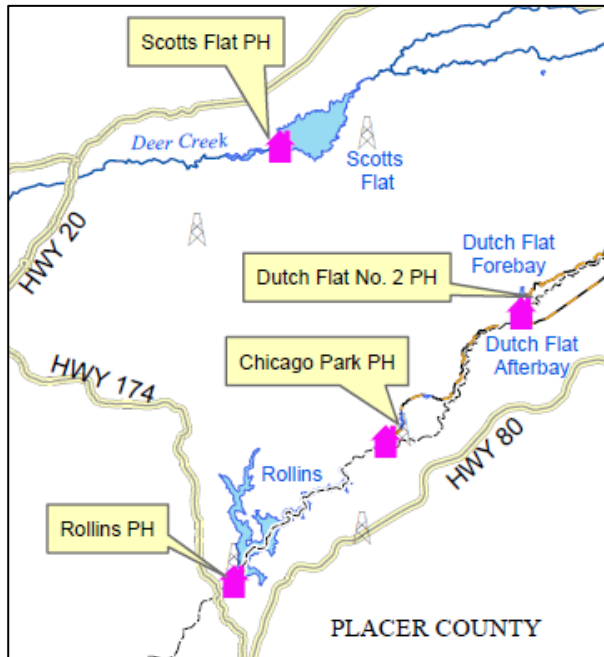 Scotts Flat PH
Deer Creek
Scotts
Flat
HWY 20
Dutch Flat
Forebay
Dutch Flat No. 2 PH
Dutch Flat
Afterbay
Chicago Park PH
HWY 174
HWY 80
Rollins
Rollins PH
PLACER COUNTY